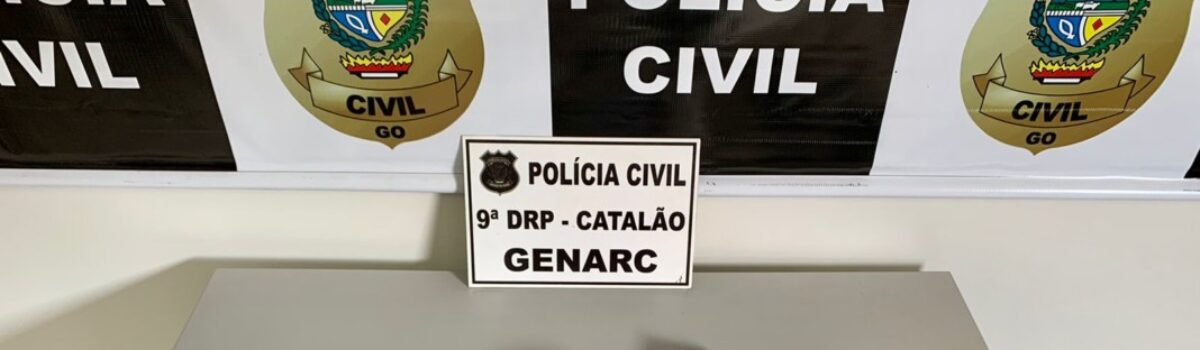 CIVIL
CIVIL
GO
POLÍCIA
CIVIL
CIVIL
GO
POLÍCIA CIVIL
9ª DRP - CATALÃO
GENARC